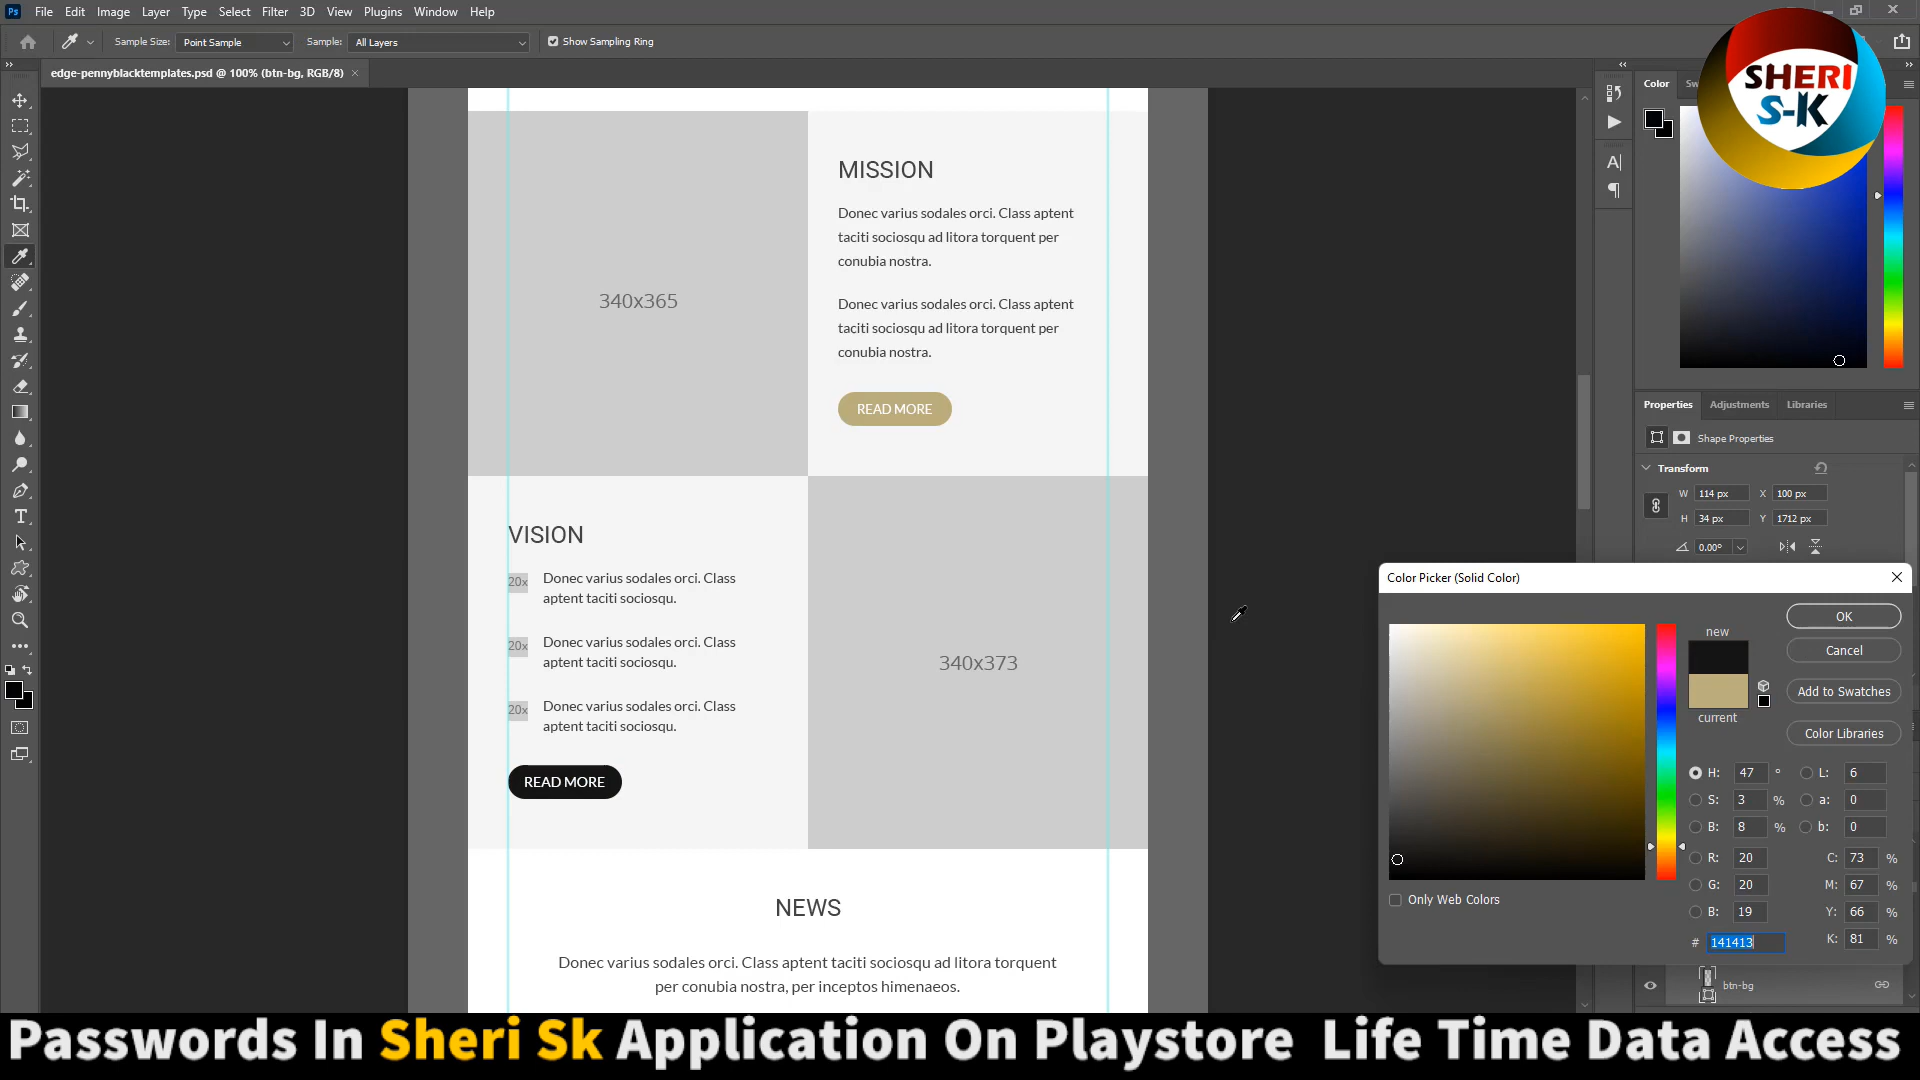 Ps File Edit Image Layer Type Select Filter 3D View Plugins Window Help
Sample Size: Point Sample Sample: All Layers Show Sampling Ring
edge-pennyblacktemplates.psd @ 100% (btn-bg, RGB/8)
SHERI
S-K
Color
MISSION
Donec varius sodales orci. Class aptent
taciti sociosqu ad litora torquent per
conubia nostra.
Donec varius sodales orci. Class aptent
taciti sociosqu ad litora torquent per
conubia nostra.
READ MORE
340x365
VISION
20x Donec varius sodales orci. Class
aptent taciti sociosqu.
20x Donec varius sodales orci. Class
aptent taciti sociosqu.
20x Donec varius sodales orci. Class
aptent taciti sociosqu.
READ MORE
340x373
NEWS
Donec varius sodales orci. Class aptent taciti sociosqu ad litora torquent
per conubia nostra, per inceptos himenaeos.
Properties Adjustments Libraries
Shape Properties
Transform
W 114 px X 100 px
H 34 px Y 1712 px
0.00°
Color Picker (Solid Color)
new
current
OK
Cancel
Add to Swatches
Color Libraries
H: 47 ° L: 6
S: 3 % a: 0
B: 8 % b: 0
R: 20 C: 73 %
G: 20 M: 67 %
B: 19 Y: 66 %
# 141413 K: 81 %
Only Web Colors
btn-bg
Passwords In Sheri Sk Application On Playstore Life Time Data Access